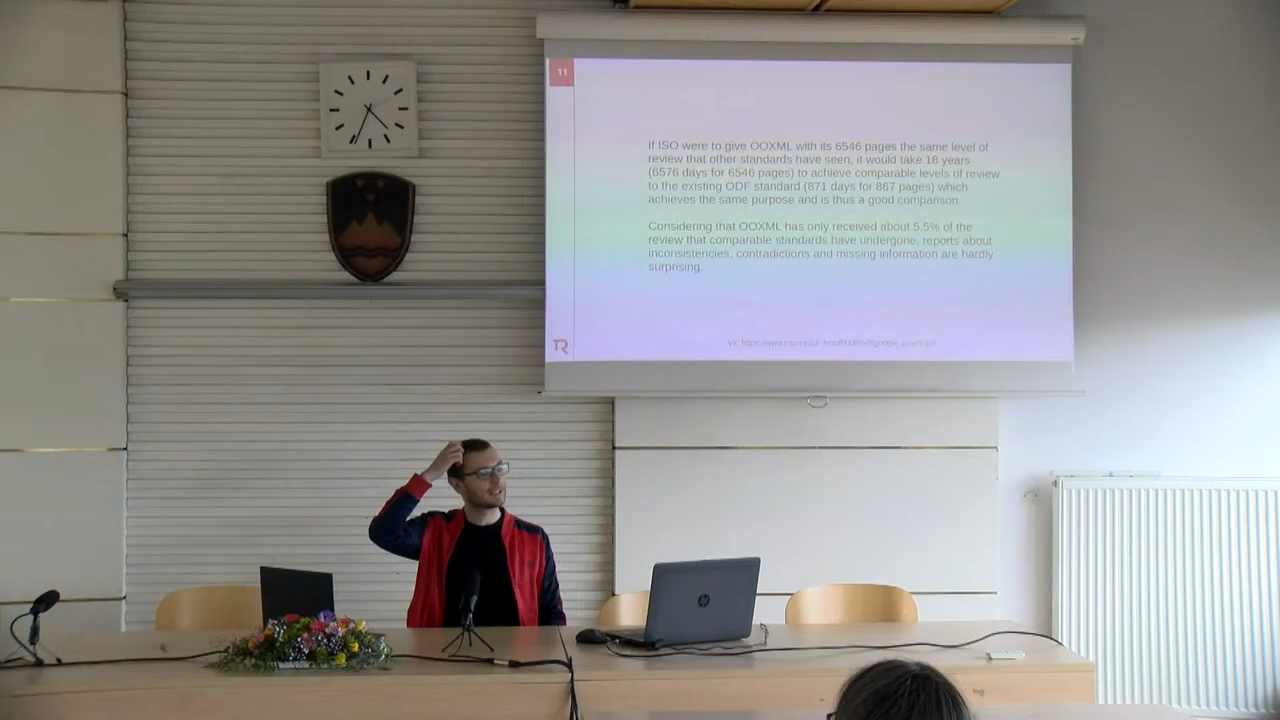 11
If ISO were to give OOXML with its 6546 pages the same level of
review that other standards have seen, it would take 18 years
(6576 days for 6546 pages) to achieve comparable levels of review
to the existing ODF standard (871 days for 867 pages) which
achieves the same purpose and is thus a good comparison.
Considering that OOXML has only received about 5.5% of the
review that comparable standards have undergone, reports about
inconsistencies, contradictions and missing information are hardly
surprising.
TR
hp